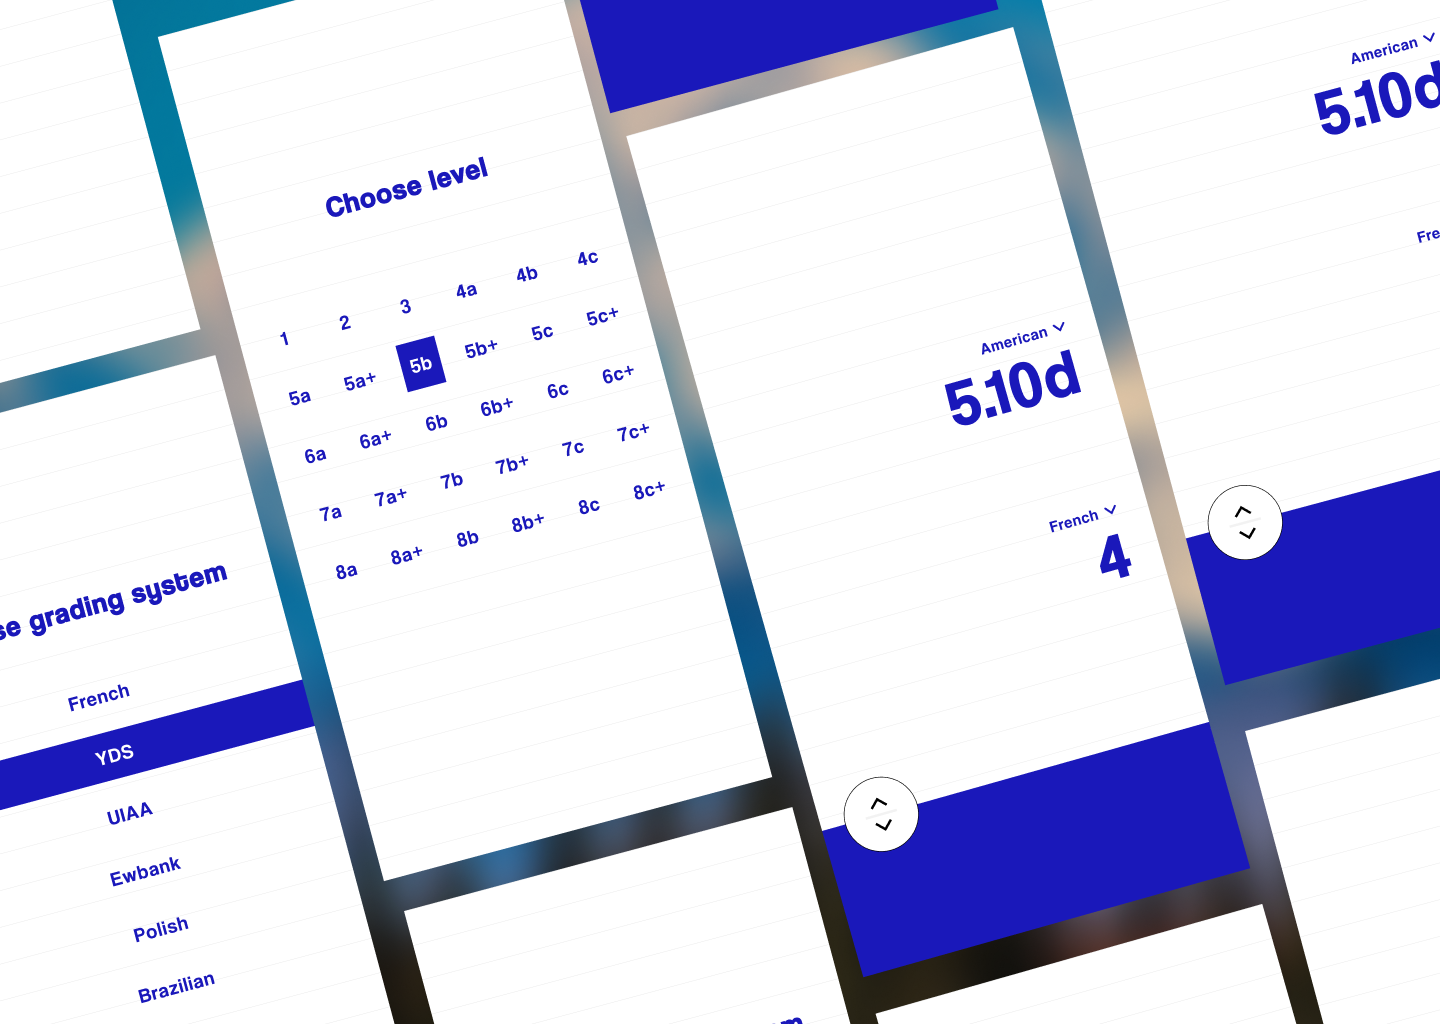 Choose level
1 2 3 4a 4b 4c
5a 5a+ 5b 5b+ 5c 5c+
6a 6a+ 6b 6b+ 6c 6c+
7a 7a+ 7b 7b+ 7c 7c+
8a 8a+ 8b 8b+ 8c 8c+
se grading system
French
YDS
UIAA
Ewbank
Polish
Brazilian
American
5.10d
French
4
American
5.10d
Fre
m